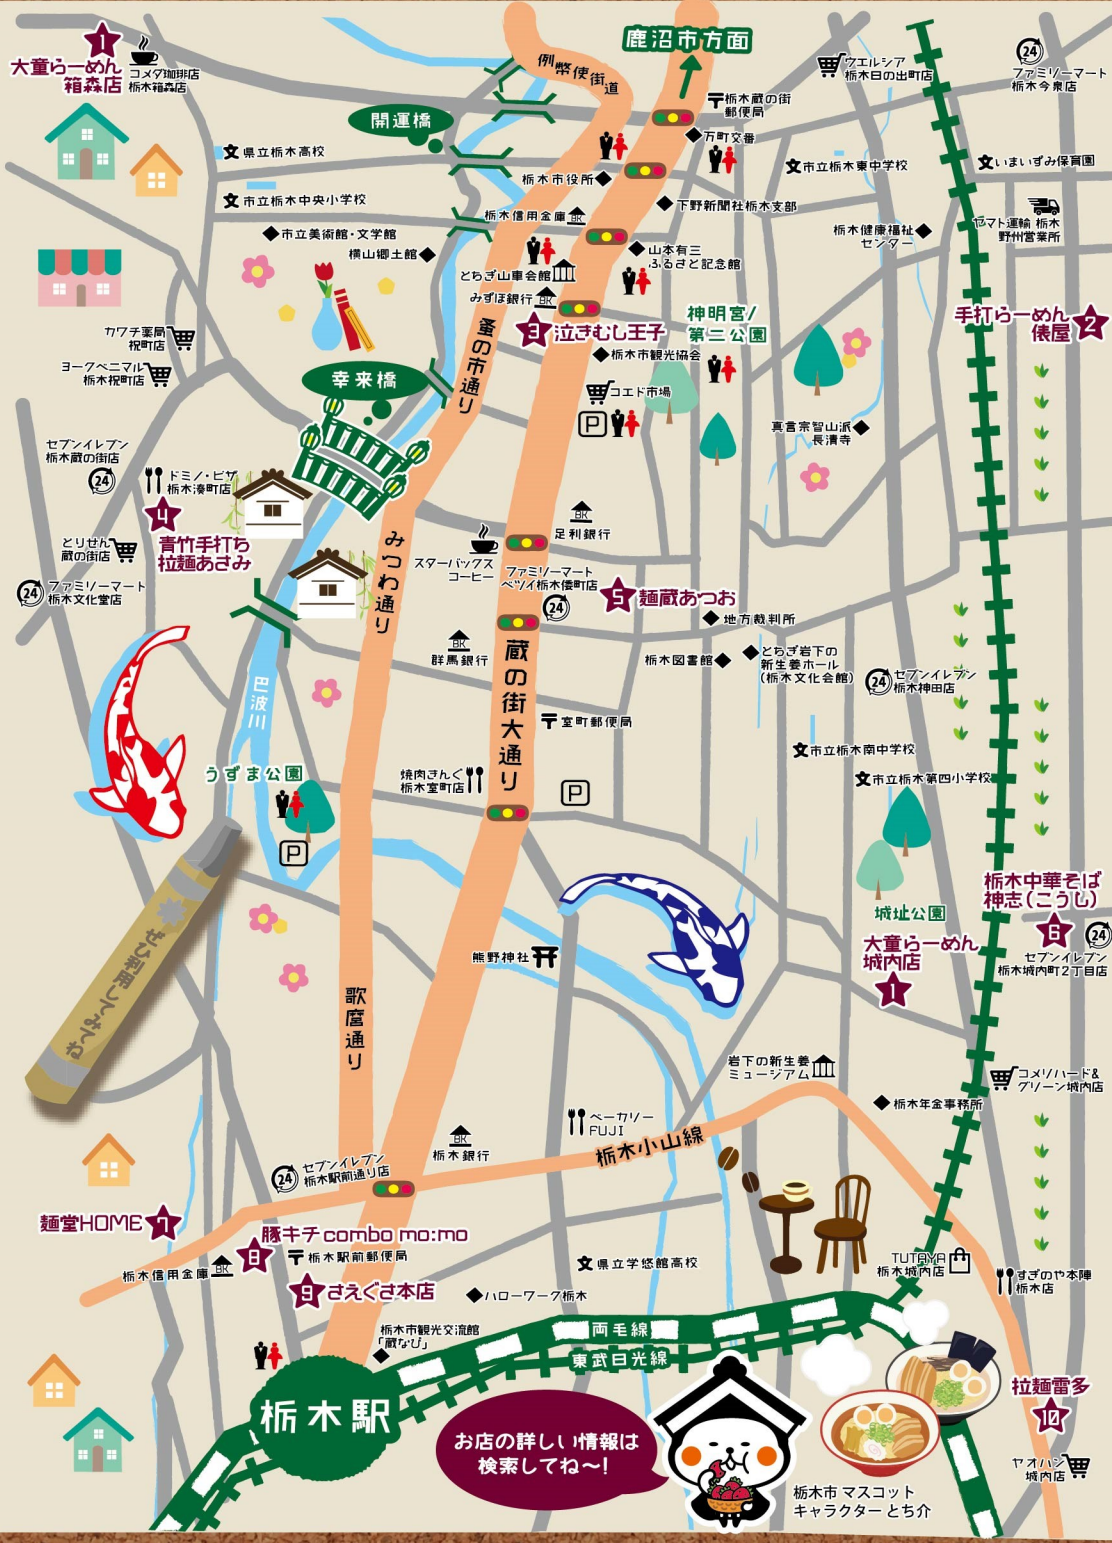 鹿沼市方面
例幣使街道
1
大童らーめん
箱森店
コメダ珈琲店
栃木箱森店
ウエルシア
栃木日の出町店
24
ファミリーマート
栃木今泉店
栃木蔵の街
郵便局
開運橋
万町交番
県立栃木高校
市立栃木東中学校
いまいずみ保育園
栃木市役所
市立栃木中央小学校
下野新聞社栃木支部
栃木信用金庫
BK
ヤマト運輸 栃木
野州営業所
市立美術館・文学館
栃木健康福祉
センター
横山郷土館
山本有三
ふるさと記念館
とちぎ山車会館
みずほ銀行
BK
神明宮/
第二公園
手打らーめん
俵屋
2
3
泣きむし王子
カワチ薬局
祝町店
蚤の市通り
栃木市観光協会
ヨークベニマル
栃木祝町店
幸来橋
コエド市場
P
真言宗智山派
長清寺
セブンイレブン
栃木蔵の街店
24
ドミノ・ピザ
栃木湊町店
4
青竹手打ち
拉麺あさみ
とりせん
蔵の街店
BK
足利銀行
みつわ通り
スターバックス
コーヒー
ファミリーマート
ベツイ栃木倭町店
24
24
ファミリーマート
栃木文化堂店
5
麺蔵あつお
地方裁判所
BK
群馬銀行
蔵の街大通り
栃木図書館
とちぎ岩下の
新生姜ホール
(栃木文化会館)
24
セブンイレブン
栃木神田店
巴波川
室町郵便局
市立栃木南中学校
うずま公園
焼肉きんぐ
栃木室町店
P
市立栃木第四小学校
P
栃木中華そば
神志(こうし)
6
24
セブンイレブン
栃木城内町2丁目店
城址公園
大童らーめん
城内店
1
ぜひ利用してみてね
熊野神社
歌麿通り
岩下の新生姜
ミュージアム
コメリハード&
グリーン城内店
栃木年金事務所
ベーカリー
FUJI
BK
栃木銀行
栃木小山線
24
セブンイレブン
栃木駅前通り店
麺堂HOME
7
豚キチcombo mo:mo
8
栃木駅前郵便局
栃木信用金庫
BK
県立学悠館高校
TUTAYA
栃木城内店
9
さえぐさ本店
ハローワーク栃木
すぎのや本陣
栃木店
栃木市観光交流館
「蔵なび」
両毛線
東武日光線
栃木駅
お店の詳しい情報は
検索してね〜!
拉麺雷多
10
ヤオハン
城内店
栃木市 マスコット
キャラクター とち介